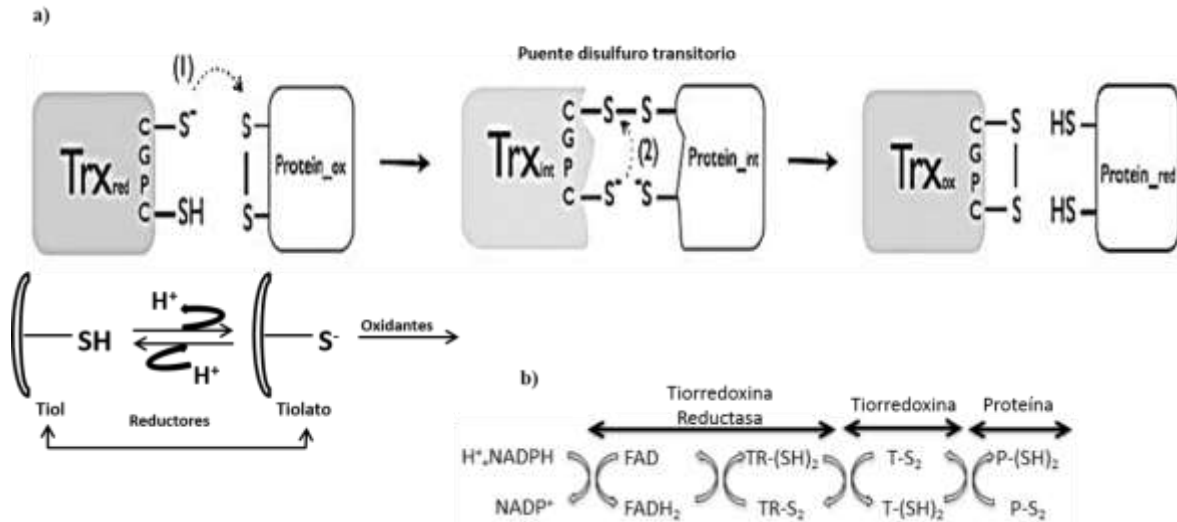 a)
Puente disulfuro transitorio
(1)
C S⁻ S
G
P
C SH S
Trx red
Protein_ox
C S S
G
P
C S⁻ ⁻S
(2)
Trx int
Protein_int
C S HS
G
P
C S HS
Trx ox
Protein_red
H⁺
SH S⁻ Oxidantes
H⁺
Tiol Reductores Tiolato
b)
Tiorredoxina Reductasa
Tiorredoxina
Proteína
H⁺,NADPH FAD TR-(SH)₂ T-S₂ P-(SH)₂
NADP⁺ FADH₂ TR-S₂ T-(SH)₂ P-S₂